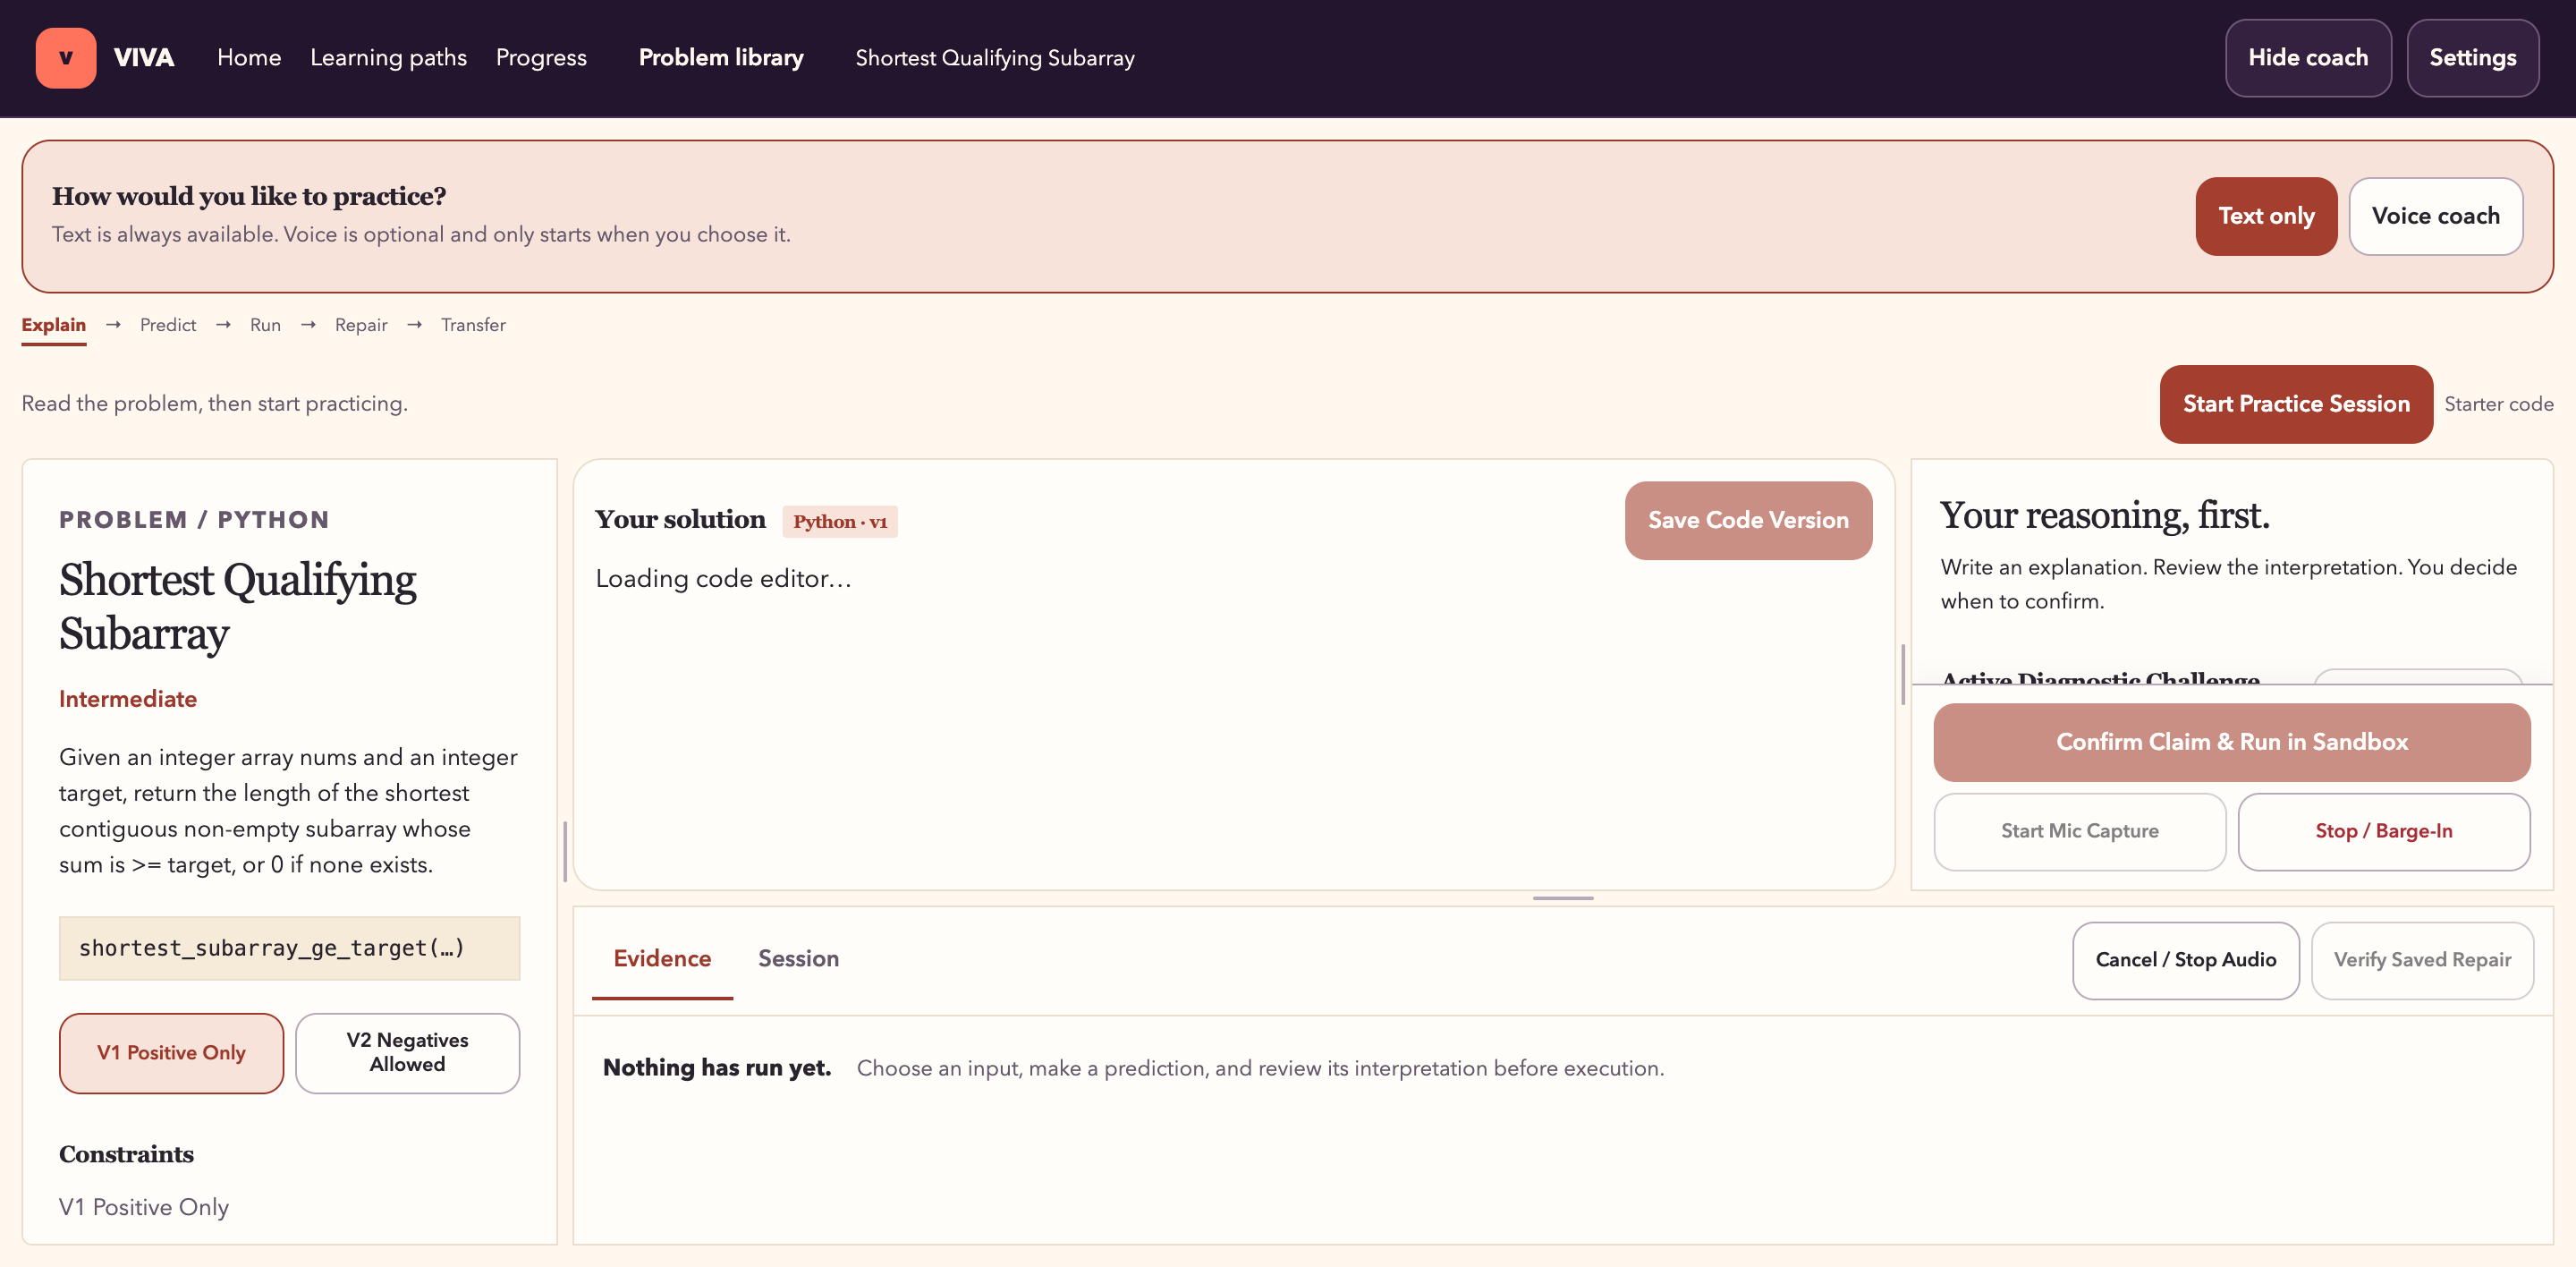 v VIVA Home Learning paths Progress Problem library Shortest Qualifying Subarray Hide coach Settings
How would you like to practice?
Text is always available. Voice is optional and only starts when you choose it.
Text only Voice coach
Explain → Predict → Run → Repair → Transfer
Read the problem, then start practicing.
Start Practice Session Starter code
PROBLEM / PYTHON
Shortest Qualifying
Subarray
Intermediate
Given an integer array nums and an integer
target, return the length of the shortest
contiguous non-empty subarray whose
sum is >= target, or 0 if none exists.
shortest_subarray_ge_target(…)
V1 Positive Only
V2 Negatives
Allowed
Constraints
V1 Positive Only
Your solution Python · v1 Save Code Version
Loading code editor…
Your reasoning, first.
Write an explanation. Review the interpretation. You decide
when to confirm.
Active Diagnostic Challenge
Confirm Claim & Run in Sandbox
Start Mic Capture Stop / Barge-In
Evidence Session Cancel / Stop Audio Verify Saved Repair
Nothing has run yet. Choose an input, make a prediction, and review its interpretation before execution.